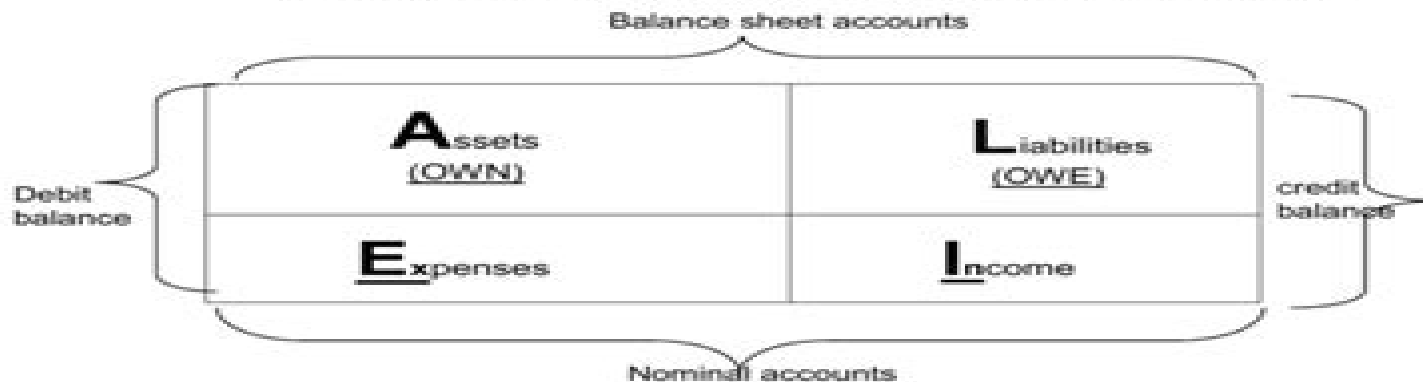 Balance sheet accounts
Assets
(OWN)
Liabilities
(OWE)
Debit
balance
credit
balance
Expenses
Income
Nominal accounts